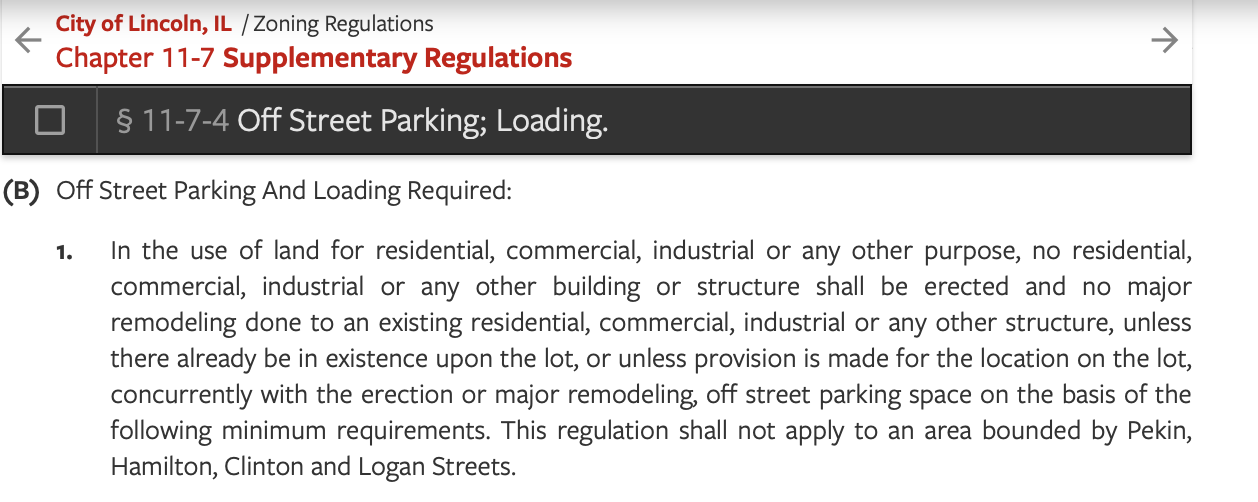 City of Lincoln, IL / Zoning Regulations
Chapter 11-7 Supplementary Regulations
§ 11-7-4 Off Street Parking; Loading.
(B) Off Street Parking And Loading Required:
1. In the use of land for residential, commercial, industrial or any other purpose, no residential,
commercial, industrial or any other building or structure shall be erected and no major
remodeling done to an existing residential, commercial, industrial or any other structure, unless
there already be in existence upon the lot, or unless provision is made for the location on the lot,
concurrently with the erection or major remodeling, off street parking space on the basis of the
following minimum requirements. This regulation shall not apply to an area bounded by Pekin,
Hamilton, Clinton and Logan Streets.